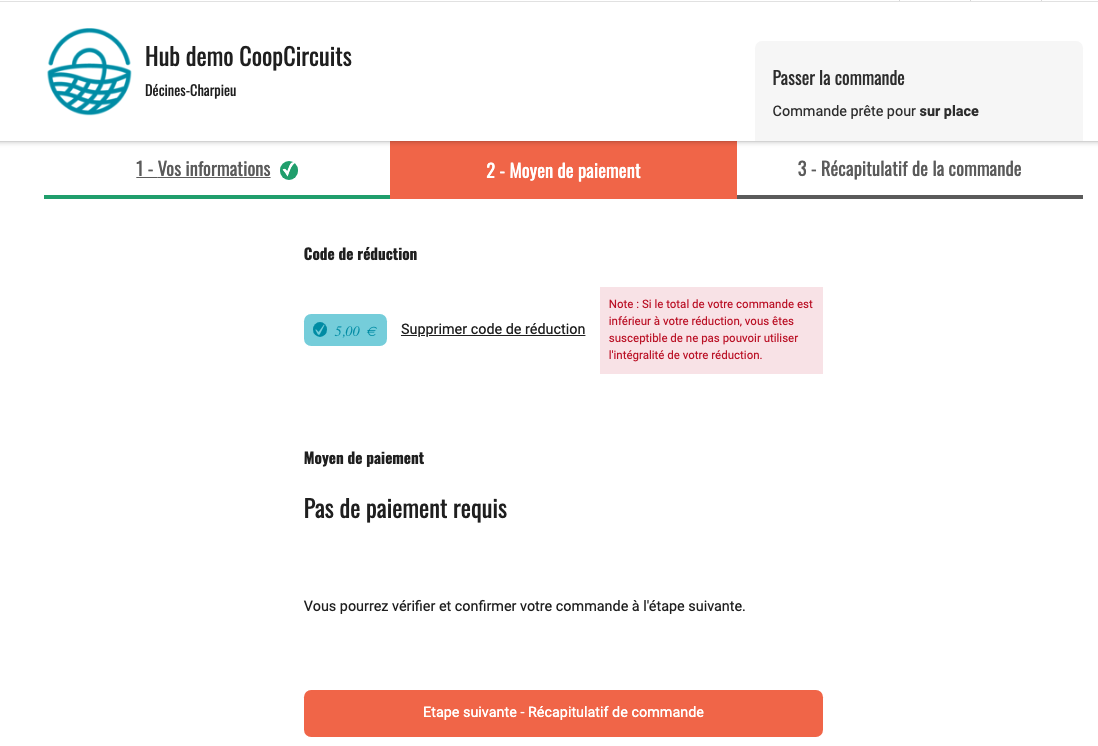 Hub demo CoopCircuits
Décines-Charpieu
Passer la commande
Commande prête pour sur place
1 - Vos informations
2 - Moyen de paiement
3 - Récapitulatif de la commande
Code de réduction
5,00 €
Supprimer code de réduction
Note : Si le total de votre commande est
inférieur à votre réduction, vous êtes
susceptible de ne pas pouvoir utiliser
l'intégralité de votre réduction.
Moyen de paiement
Pas de paiement requis
Vous pourrez vérifier et confirmer votre commande à l'étape suivante.
Etape suivante - Récapitulatif de commande